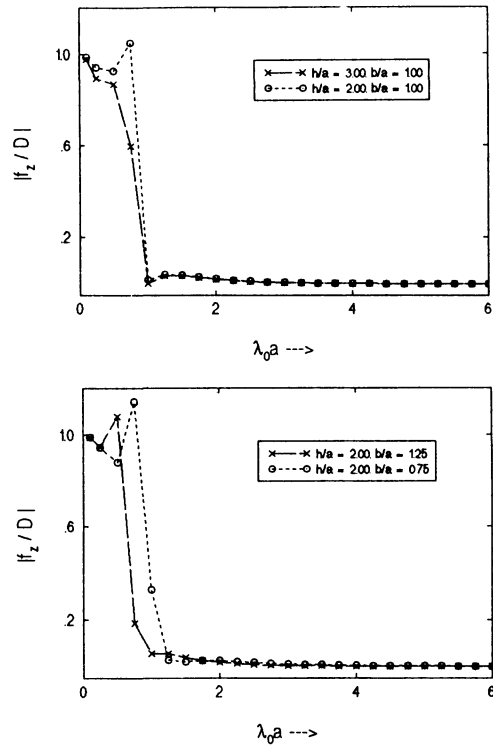 1.0
.6
.2
|f_z / D|
×— —× h/a = 3.00. b/a = 1.00
o- - -o h/a = 2.00. b/a = 1.00
0 2 4 6
λ₀a --->
1.0
.6
.2
|f_z / D|
×— —× h/a = 2.00. b/a = 1.25
o- - -o h/a = 2.00. b/a = 0.75
0 2 4 6
λ₀a --->